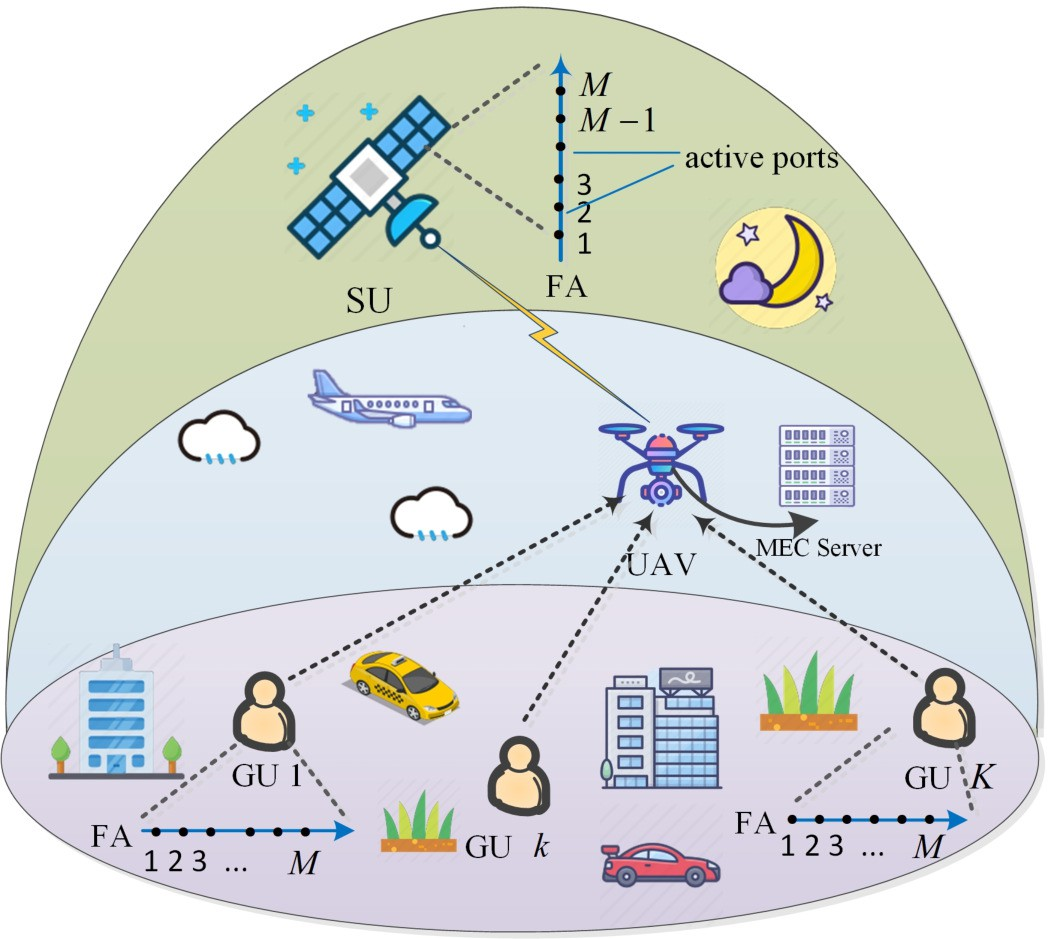 M
M − 1
active ports
3
2
1
FA
SU
MEC Server
UAV
GU 1
GU K
FA
1 2 3 ... M
GU k
FA
1 2 3 ... M